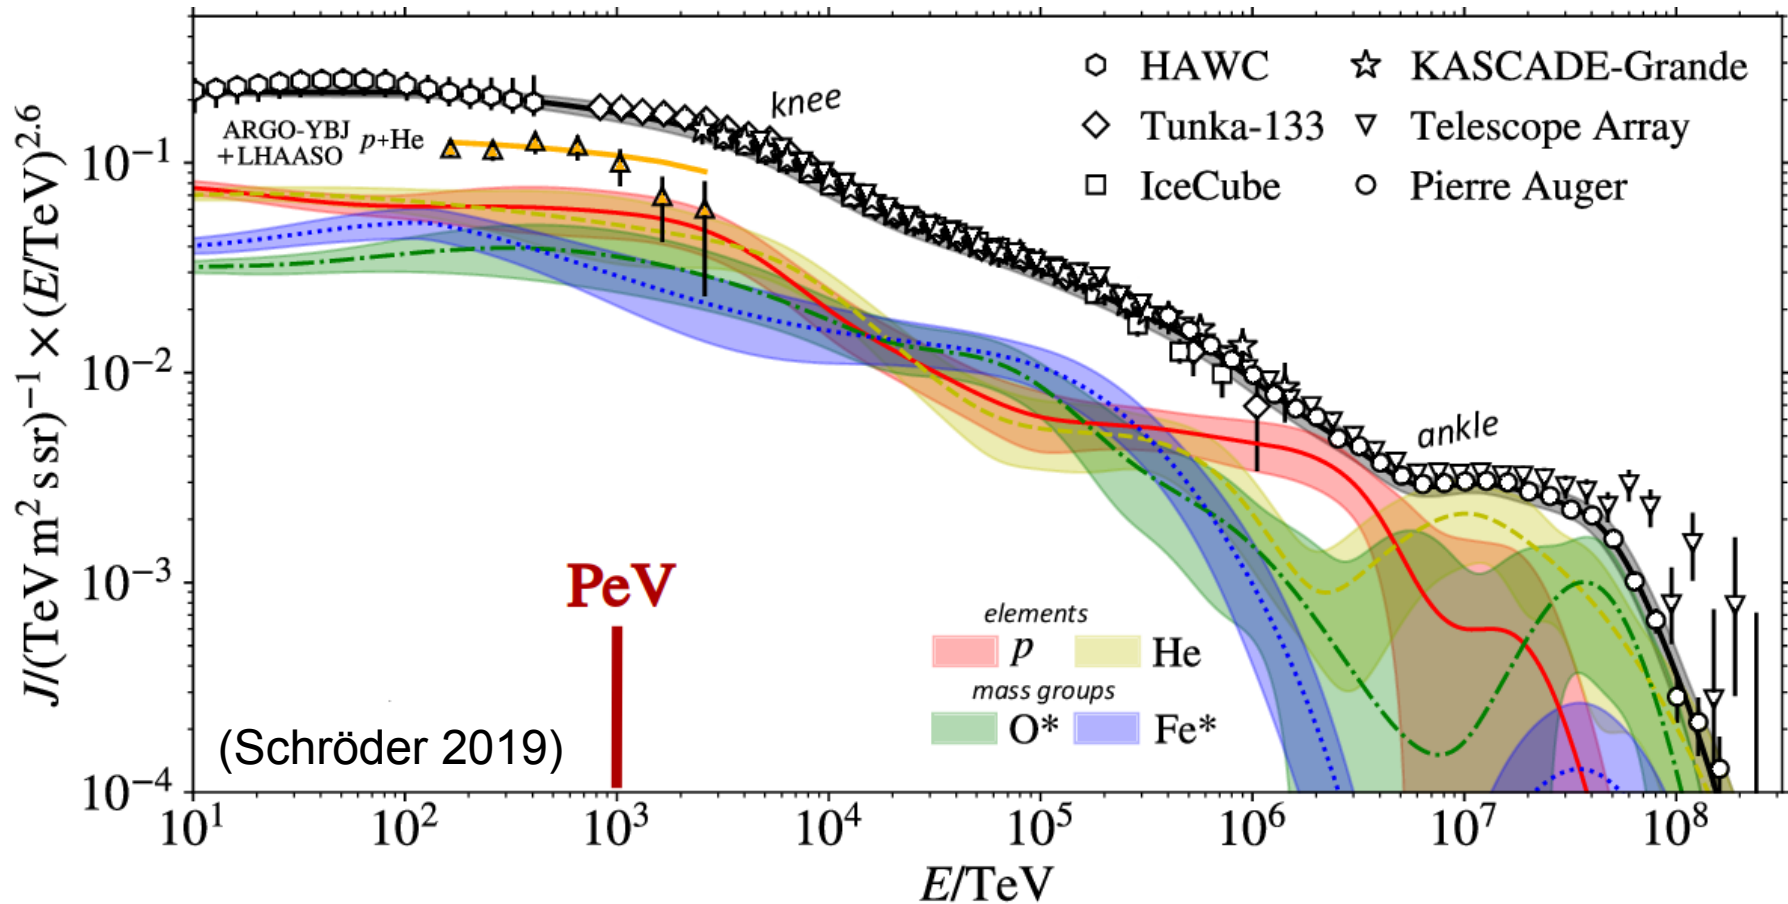 HAWC
Tunka-133
IceCube
KASCADE-Grande
Telescope Array
Pierre Auger
knee
ARGO-YBJ
+LHAASO
p+He
ankle
PeV
elements
p
He
mass groups
O*
Fe*
(Schröder 2019)
J/(TeV m² s sr)⁻¹ × (E/TeV)²·⁶
10⁻¹
10⁻²
10⁻³
10⁻⁴
10¹
10²
10³
10⁴
10⁵
10⁶
10⁷
10⁸
E/TeV